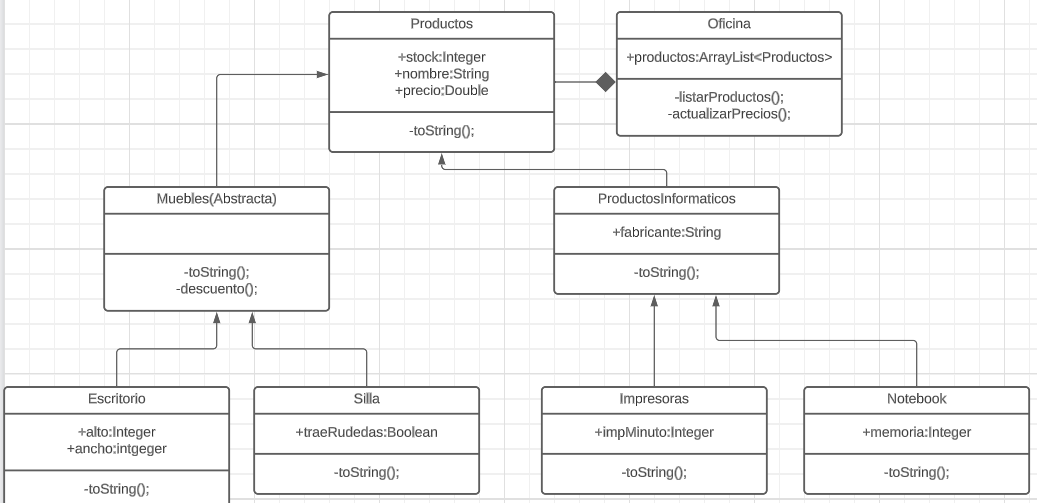 Productos
+stock:Integer
+nombre:String
+precio:Double
-toString();
Oficina
+productos:ArrayList<Productos>
-listarProductos();
-actualizarPrecios();
Muebles(Abstracta)
-toString();
-descuento();
ProductosInformaticos
+fabricante:String
-toString();
Escritorio
+alto:Integer
+ancho:intgeger
-toString();
Silla
+traeRudedas:Boolean
-toString();
Impresoras
+impMinuto:Integer
-toString();
Notebook
+memoria:Integer
-toString();